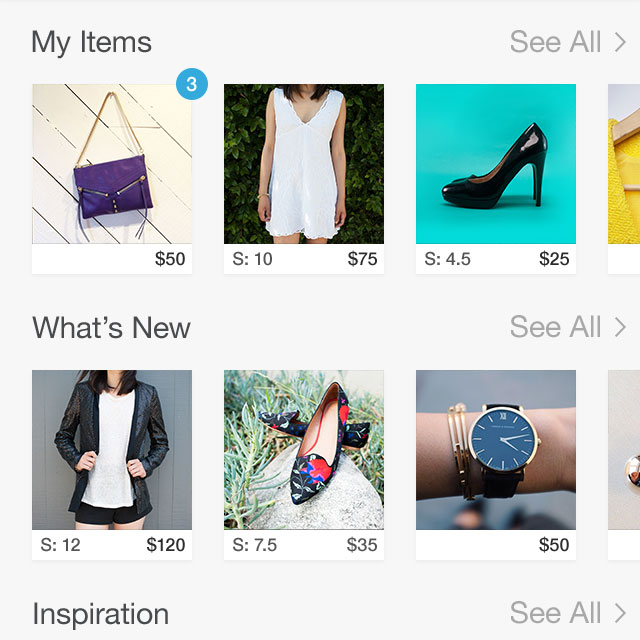 My Items
See All
3
$50
S: 10
$75
S: 4.5
$25
What's New
See All
S: 12
$120
S: 7.5
$35
XII
$50
Inspiration
See All